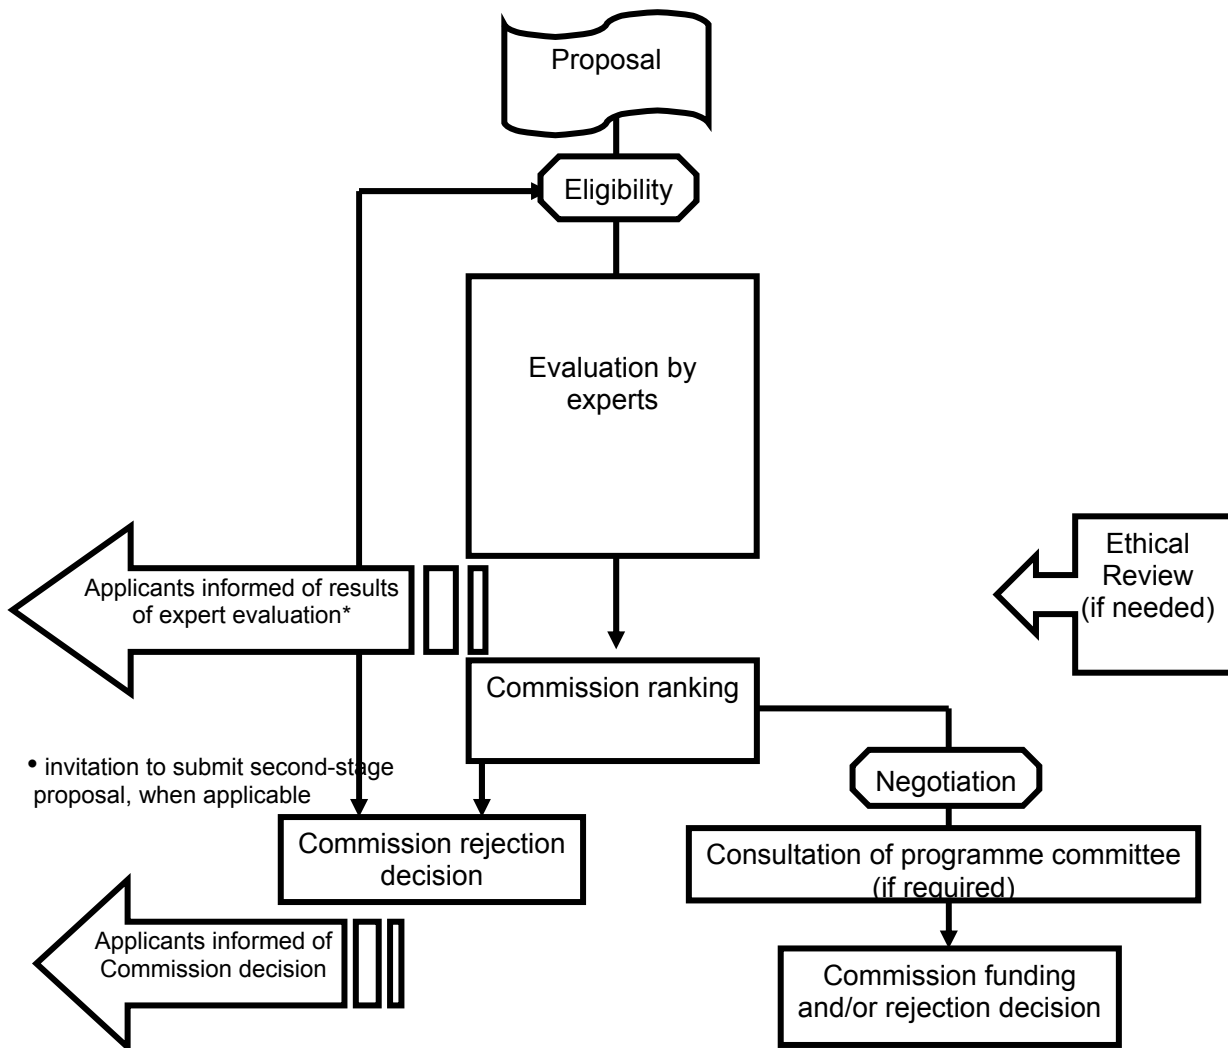 Proposal
Eligibility
Evaluation by
experts
Ethical
Review
(if needed)
Applicants informed of results
of expert evaluation*
Commission ranking
• invitation to submit second-stage
proposal, when applicable
Negotiation
Commission rejection
decision
Consultation of programme committee
(if required)
Applicants informed of
Commission decision
Commission funding
and/or rejection decision